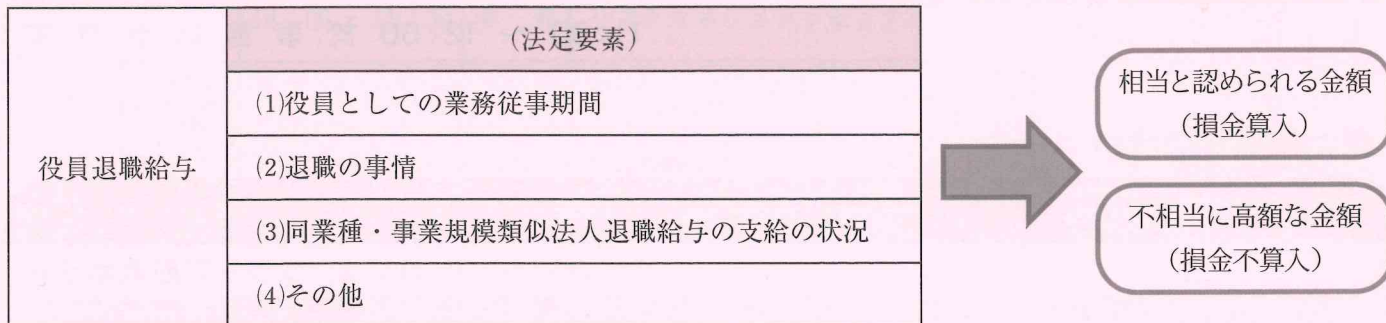 (法定要素)
役員退職給与
(1)役員としての業務従事期間
(2)退職の事情
(3)同業種・事業規模類似法人退職給与の支給の状況
(4)その他
相当と認められる金額
(損金算入)
不相当に高額な金額
(損金不算入)